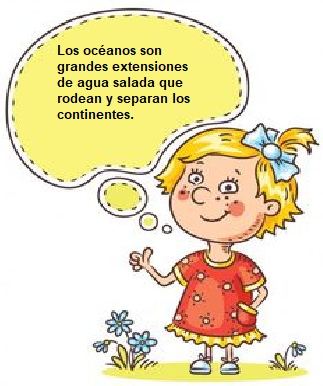 Los océanos son
grandes extensiones
de agua salada que
rodean y separan los
continentes.